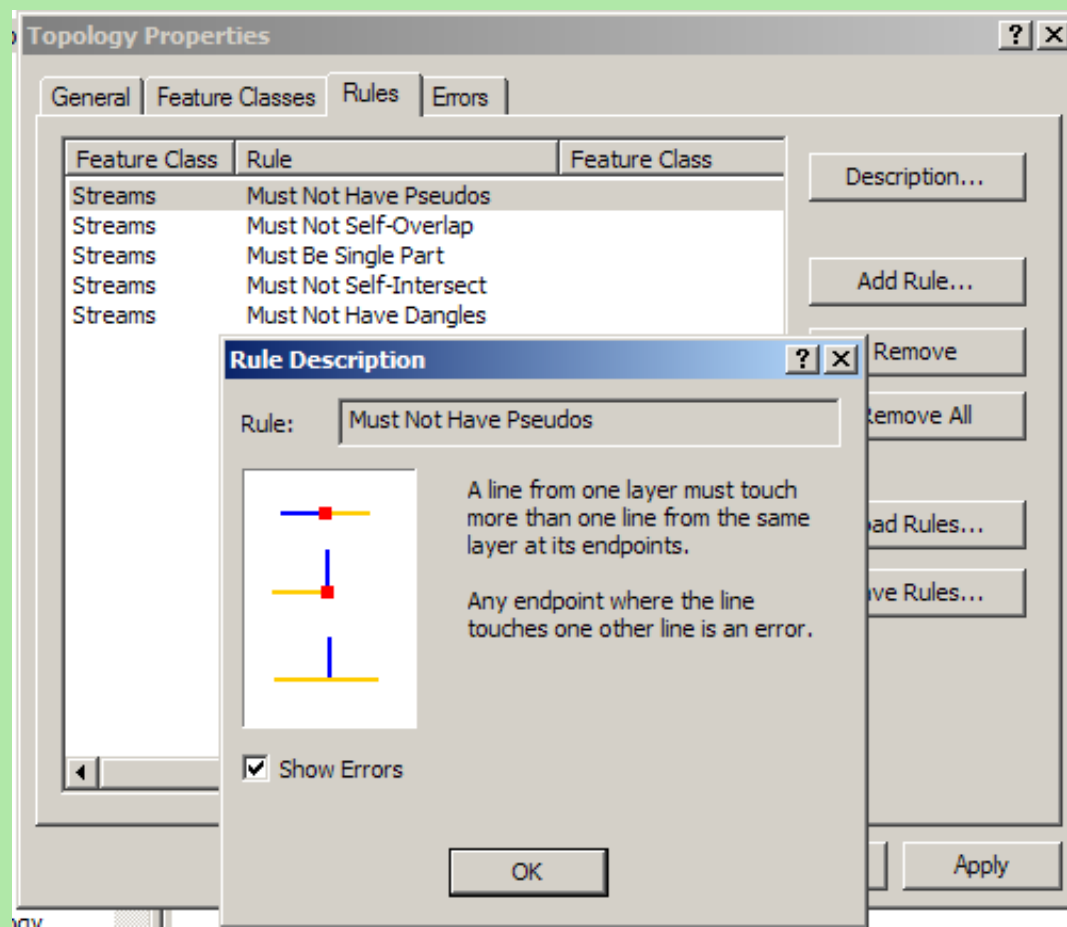 Topology Properties
General Feature Classes Rules Errors
Feature Class Rule Feature Class
Streams Must Not Have Pseudos
Streams Must Not Self-Overlap
Streams Must Be Single Part
Streams Must Not Self-Intersect
Streams Must Not Have Dangles
Description...
Add Rule...
Remove
Remove All
Rules...
Rules...
Rule Description
Rule: Must Not Have Pseudos
A line from one layer must touch
more than one line from the same
layer at its endpoints.
Any endpoint where the line
touches one other line is an error.
Show Errors
OK
Apply